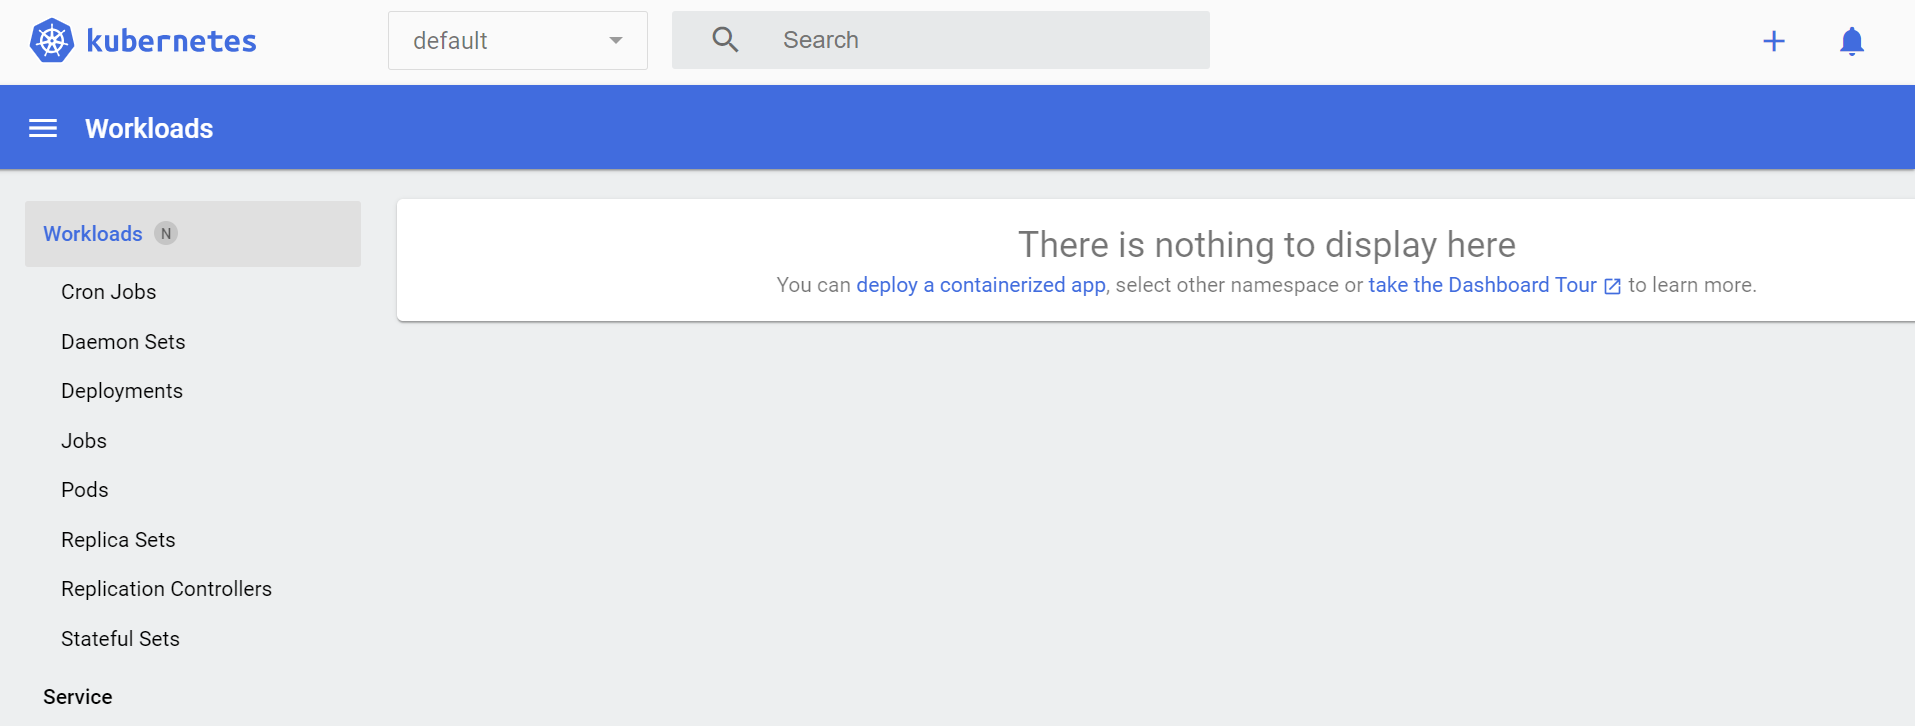 kubernetes
default
Search
Workloads
Workloads N
Cron Jobs
Daemon Sets
Deployments
Jobs
Pods
Replica Sets
Replication Controllers
Stateful Sets
Service
There is nothing to display here
You can deploy a containerized app, select other namespace or take the Dashboard Tour to learn more.